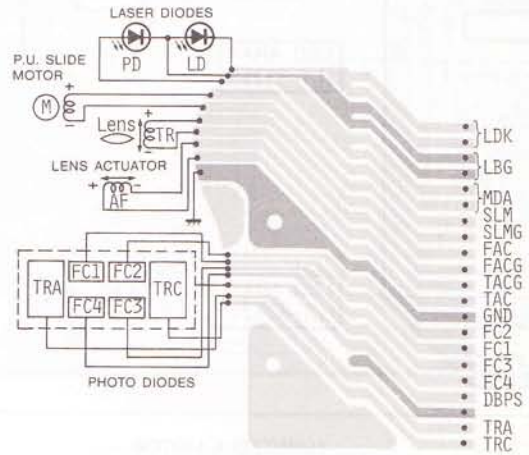 LASER DIODES
PD
LD
P.U. SLIDE
MOTOR
M
+
-
Lens
+
-
TR
LENS ACTUATOR
+
-
AF
TRA
FC1
FC2
TRC
FC4
FC3
PHOTO DIODES
LDK
LBG
MDA
SLM
SLMG
FAC
FACG
TACG
TAC
GND
FC2
FC1
FC3
FC4
DBPS
TRA
TRC